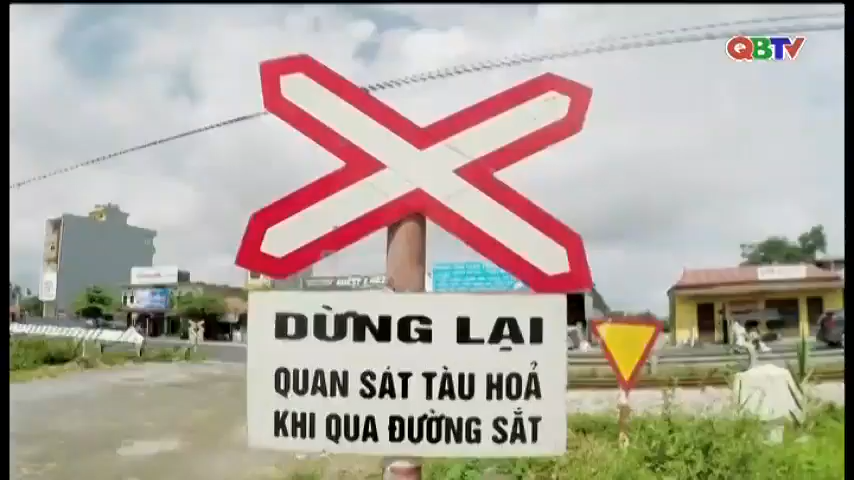 QBTV
DỪNG LẠI
QUAN SÁT TÀU HOẢ
KHI QUA ĐƯỜNG SẮT